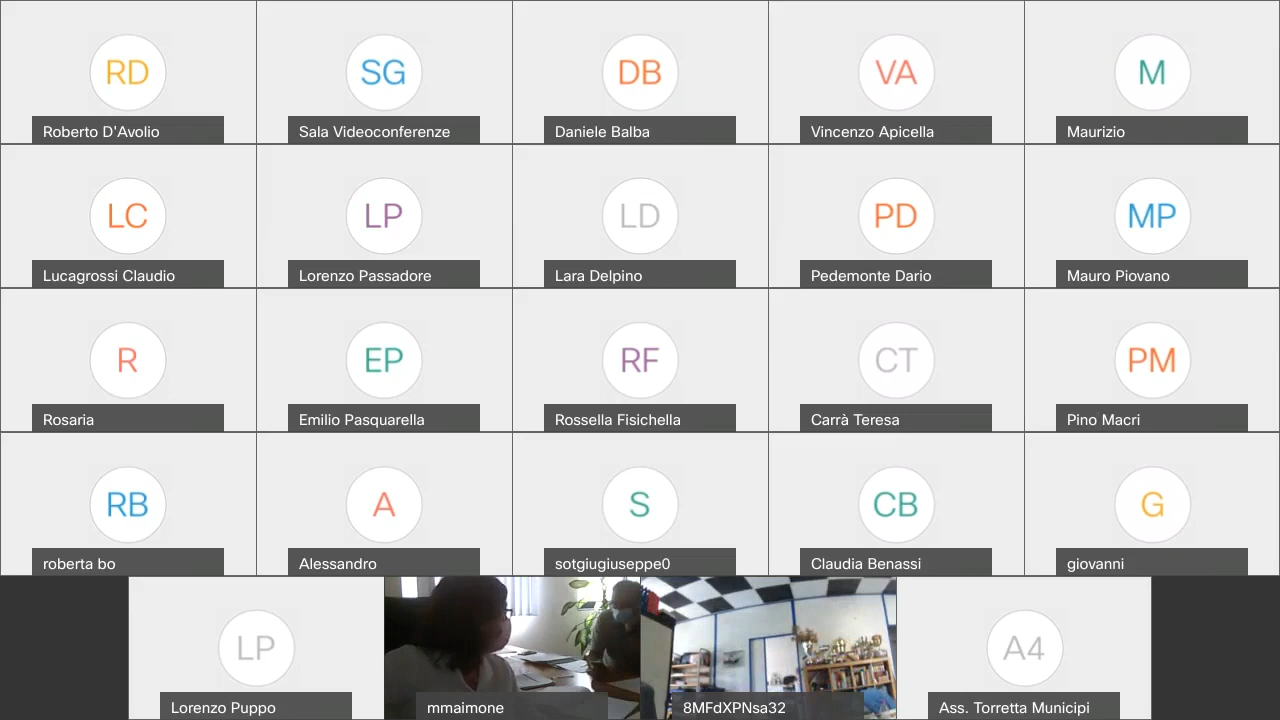 RD
SG
DB
VA
M
Roberto D'Avolio
Sala Videoconferenze
Daniele Balba
Vincenzo Apicella
Maurizio
LC
LP
LD
PD
MP
Lucagrossi Claudio
Lorenzo Passadore
Lara Delpino
Pedemonte Dario
Mauro Piovano
R
EP
RF
CT
PM
Rosaria
Emilio Pasquarella
Rossella Fisichella
Carrà Teresa
Pino Macri
RB
A
S
CB
G
roberta bo
Alessandro
sotgiugiuseppe0
Claudia Benassi
giovanni
LP
A4
Lorenzo Puppo
mmaimone
8MFdXPNsa32
Ass. Torretta Municipi